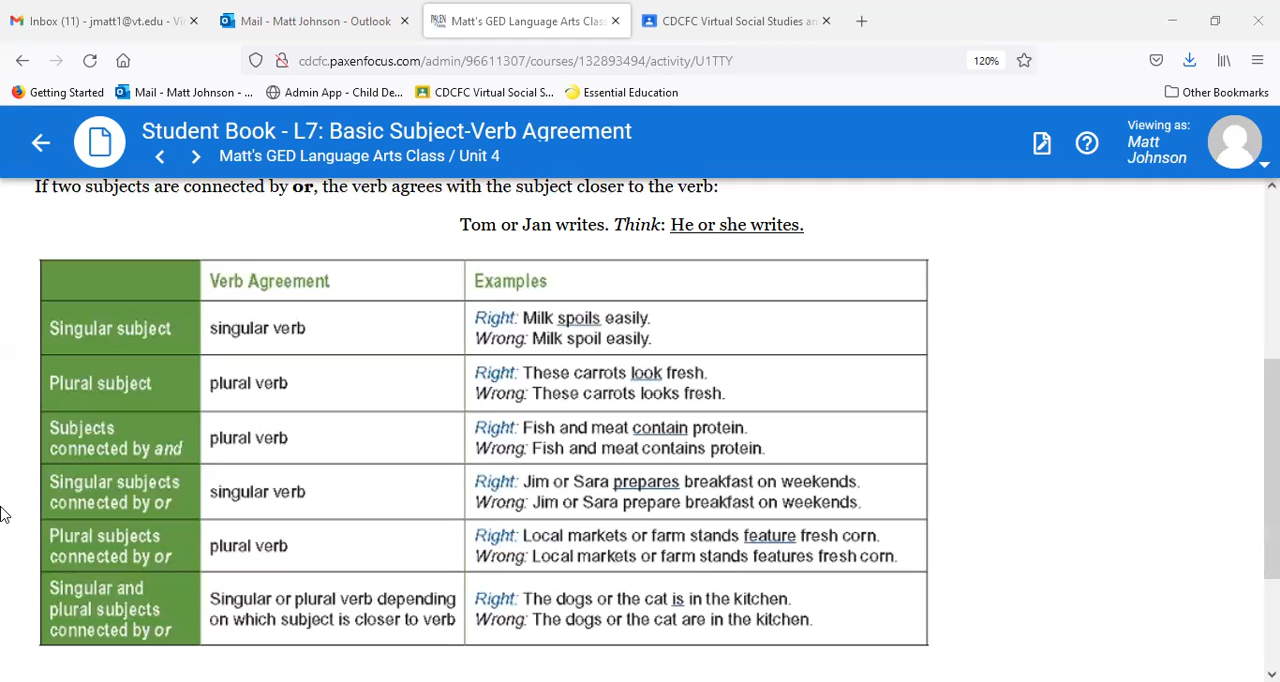 Inbox (11) - jmatt1@vt.edu - Vi
Mail - Matt Johnson - Outlook
PAXEN
Matt's GED Language Arts Clas
CDCFC Virtual Social Studies an
cdcfc.paxenfocus.com/admin/96611307/courses/132893494/activity/U1TTY
120%
Getting Started
Mail - Matt Johnson - ...
Admin App - Child De...
CDCFC Virtual Social S...
Essential Education
Other Bookmarks
Student Book - L7: Basic Subject-Verb Agreement
Matt's GED Language Arts Class / Unit 4
Viewing as:
Matt
Johnson
If two subjects are connected by or, the verb agrees with the subject closer to the verb:
Tom or Jan writes. Think: He or she writes.
Verb Agreement
Examples
Singular subject
singular verb
Right: Milk spoils easily.
Wrong: Milk spoil easily.
Plural subject
plural verb
Right: These carrots look fresh.
Wrong: These carrots looks fresh.
Subjects
connected by and
plural verb
Right: Fish and meat contain protein.
Wrong: Fish and meat contains protein.
Singular subjects
connected by or
singular verb
Right: Jim or Sara prepares breakfast on weekends.
Wrong: Jim or Sara prepare breakfast on weekends.
Plural subjects
connected by or
plural verb
Right: Local markets or farm stands feature fresh corn.
Wrong: Local markets or farm stands features fresh corn.
Singular and
plural subjects
connected by or
Singular or plural verb depending
on which subject is closer to verb
Right: The dogs or the cat is in the kitchen.
Wrong: The dogs or the cat are in the kitchen.